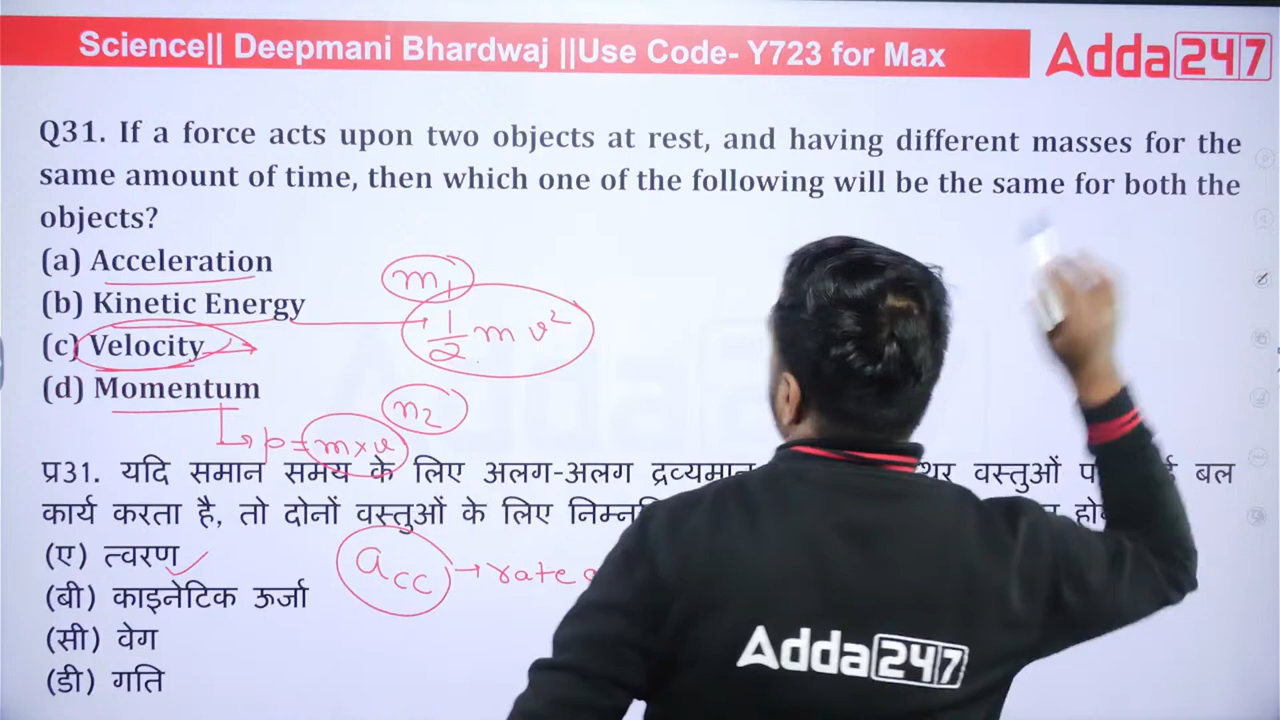 Science|| Deepmani Bhardwaj ||Use Code- Y723 for Max
Adda247
Q31. If a force acts upon two objects at rest, and having different masses for the
same amount of time, then which one of the following will be the same for both the
objects?
(a) Acceleration
m₁
(b) Kinetic Energy
1/2 m v²
(c) Velocity
(d) Momentum
m₂
p = m × v
प्र31. यदि समान समय के लिए अलग-अलग द्रव्यमान वस्तुओं बल
कार्य करता है, तो दोनों वस्तुओं के लिए
(ए) त्वरण
acc → rate
(बी) काइनेटिक ऊर्जा
(सी) वेग
(डी) गति
Adda247